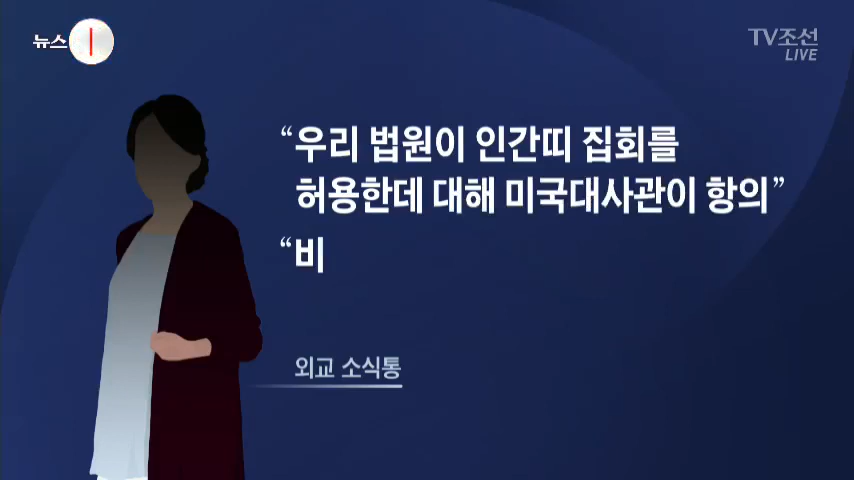 뉴스 1
TV조선
LIVE
“우리 법원이 인간띠 집회를
허용한데 대해 미국대사관이 항의”
“비
외교 소식통